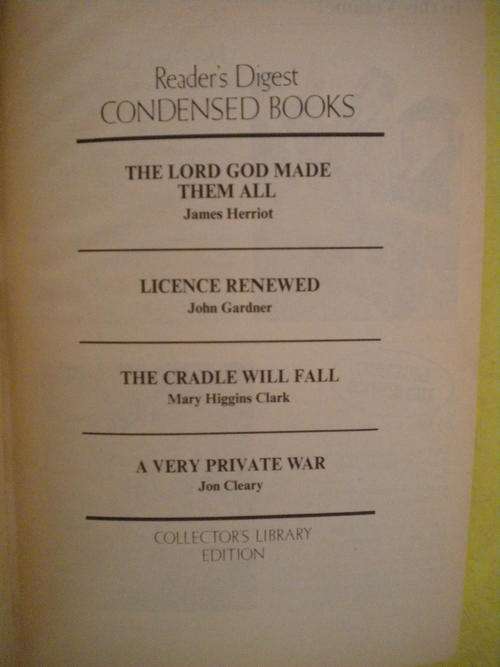 Reader's Digest
CONDENSED BOOKS
THE LORD GOD MADE
THEM ALL
James Herriot
LICENCE RENEWED
John Gardner
THE CRADLE WILL FALL
Mary Higgins Clark
A VERY PRIVATE WAR
Jon Cleary
COLLECTOR'S LIBRARY
EDITION